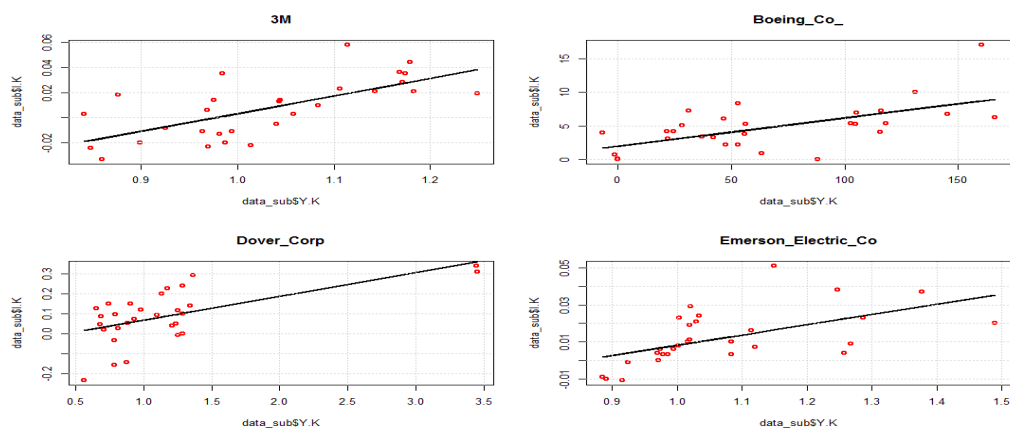 3M
data_sub$I.K
-0.02 0.02 0.04 0.06
0.9 1.0 1.1 1.2
data_sub$Y.K
Boeing_Co_
data_sub$I.K
0 5 10 15
0 50 100 150
data_sub$Y.K
Dover_Corp
data_sub$I.K
-0.2 0.0 0.1 0.2 0.3
0.5 1.0 1.5 2.0 2.5 3.0 3.5
data_sub$Y.K
Emerson_Electric_Co
data_sub$I.K
-0.01 0.01 0.03 0.05
0.9 1.0 1.1 1.2 1.3 1.4 1.5
data_sub$Y.K